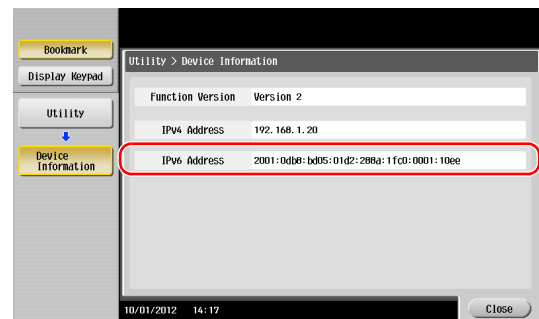 Bookmark
Display Keypad
Utility
Device
Information
Utility > Device Information
Function Version Version 2
IPv4 Address 192.168.1.20
IPv6 Address 2001:0db8:bd05:01d2:288a:1fc0:0001:10ee
10/01/2012 14:17
Close